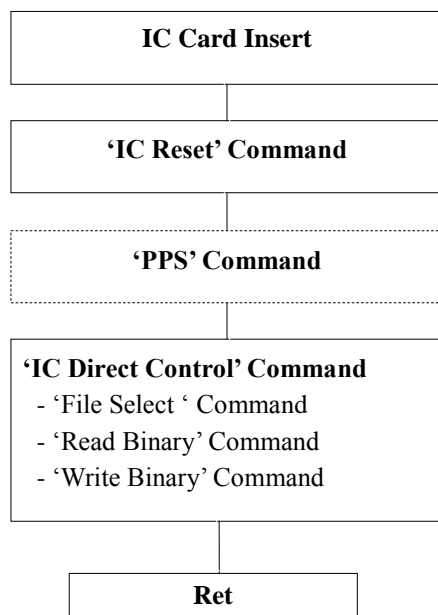 IC Card Insert
‘IC Reset’ Command
‘PPS’ Command
‘IC Direct Control’ Command
- ‘File Select ‘ Command
- ‘Read Binary’ Command
- ‘Write Binary’ Command
Ret